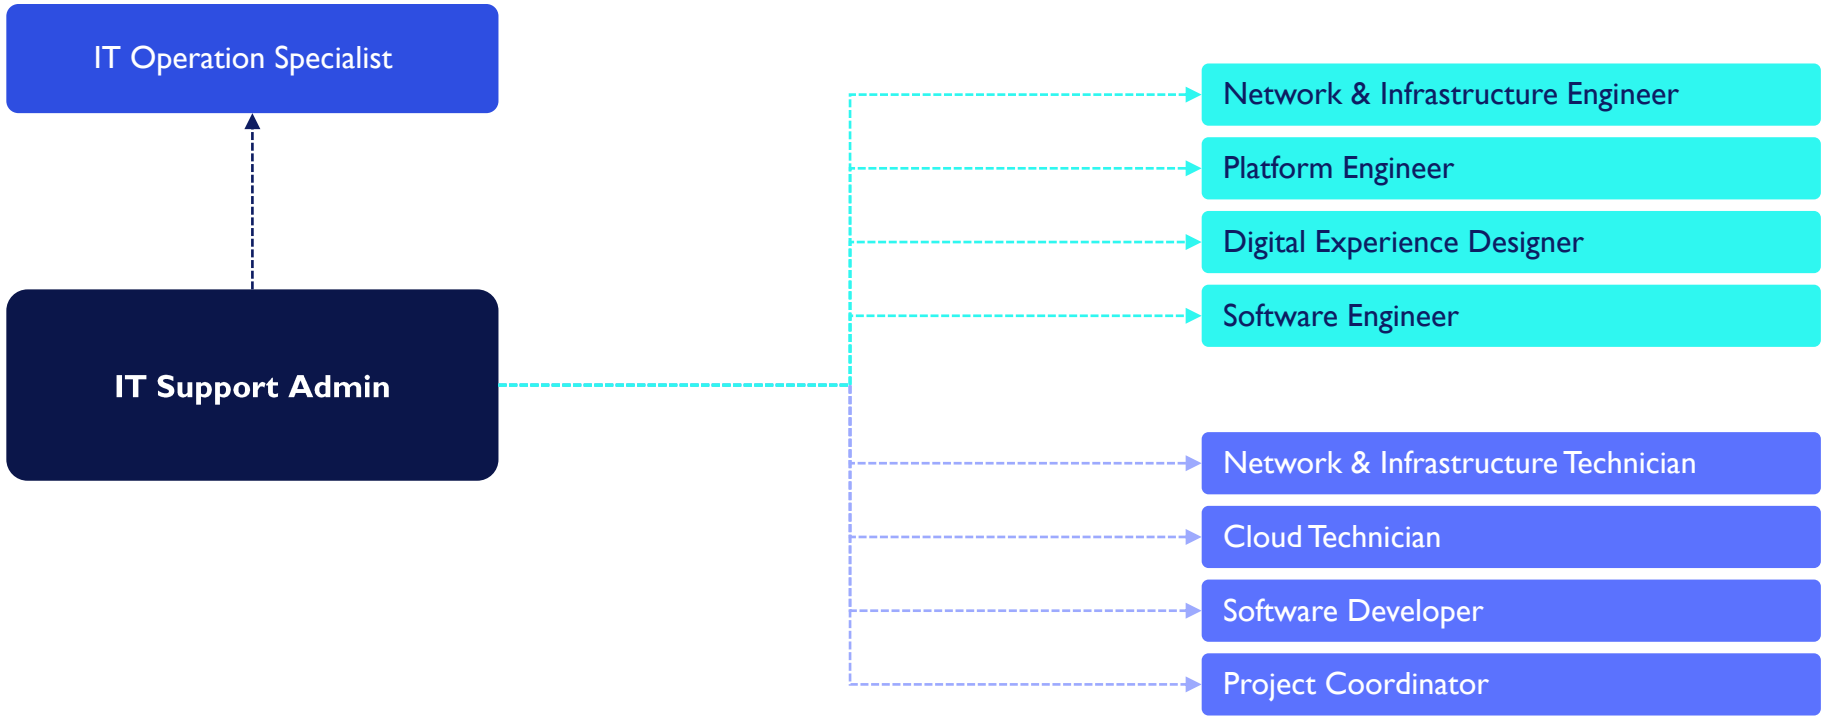 IT Operation Specialist
IT Support Admin
Network & Infrastructure Engineer
Platform Engineer
Digital Experience Designer
Software Engineer
Network & Infrastructure Technician
Cloud Technician
Software Developer
Project Coordinator